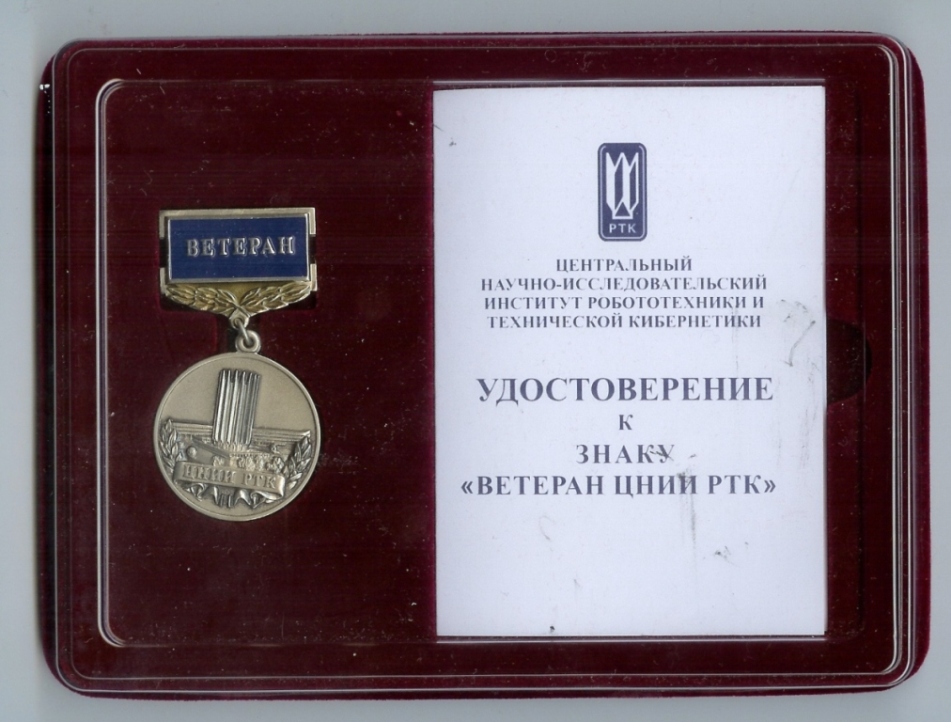 ВЕТЕРАН
ЦНИИ РТК
РТК
ЦЕНТРАЛЬНЫЙ
НАУЧНО-ИССЛЕДОВАТЕЛЬСКИЙ
ИНСТИТУТ РОБОТОТЕХНИКИ И
ТЕХНИЧЕСКОЙ КИБЕРНЕТИКИ
УДОСТОВЕРЕНИЕ
К
ЗНАКУ
«ВЕТЕРАН ЦНИИ РТК»